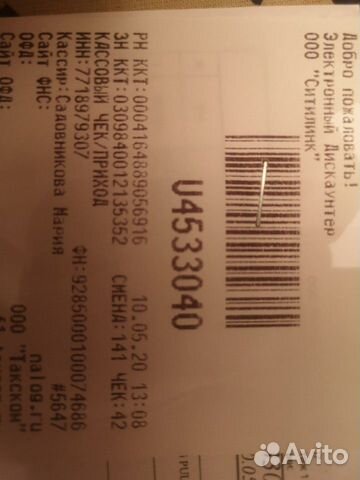 Добро пожаловать!
Электронный Дискаунтер
ООО "Ситилинк"
U4533040
РН ККТ:0004164889056916 10.05.20 13:08
ЗН ККТ:0309840012135352 СМЕНА:141 ЧЕК:42
КАССОВЫЙ ЧЕК/ПРИХОД
ИНН:7718979307 ФН:9285000100074686
Кассир:Садовникова Мария #5647
Сайт ФНС: nalog.ru
ОФД: ООО "Такском"
Сайт ОФД:
Avito